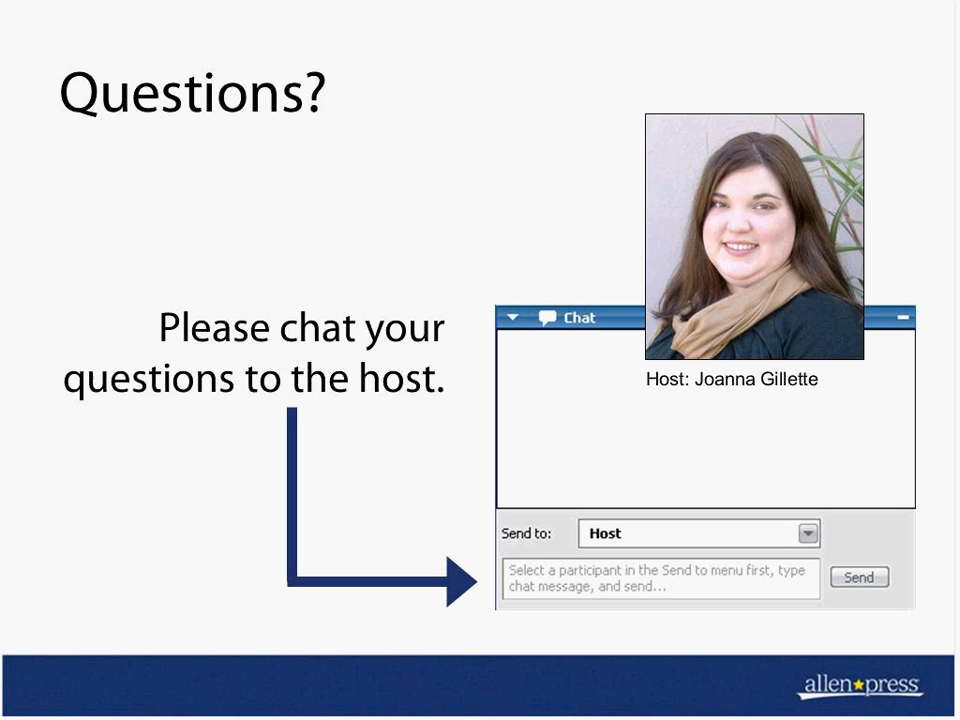 Questions?
Please chat your
questions to the host.
Chat
Host: Joanna Gillette
Send to:
Host
Select a participant in the Send to menu first, type
chat message, and send...
Send
allen★press